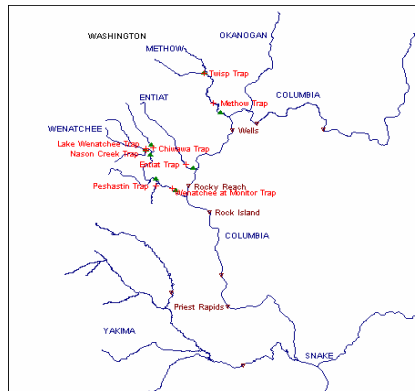 WASHINGTON
OKANOGAN
METHOW
Twisp Trap
ENTIAT
COLUMBIA
Methow Trap
WENATCHEE
Wells
Lake Wenatchee Trap
Chiwawa Trap
Nason Creek Trap
Entiat Trap
Peshastin Trap
Rocky Reach
Wenatchee at Monitor Trap
Rock Island
COLUMBIA
Priest Rapids
YAKIMA
SNAKE